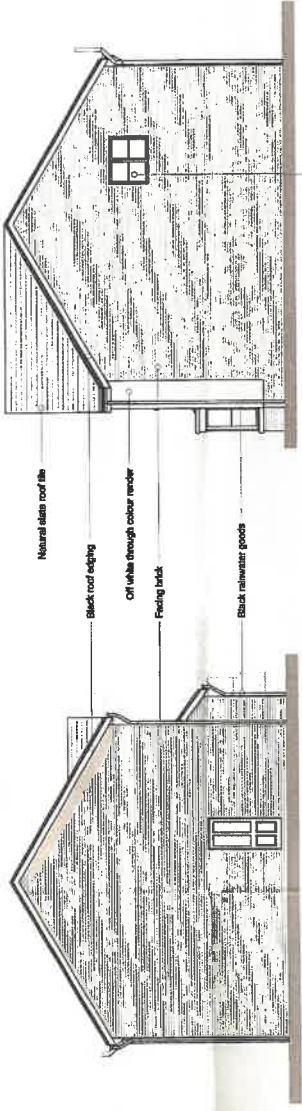 Natural slate roof tile
Black roof edging
Off white through colour render
Facing brick
Black rainwater goods